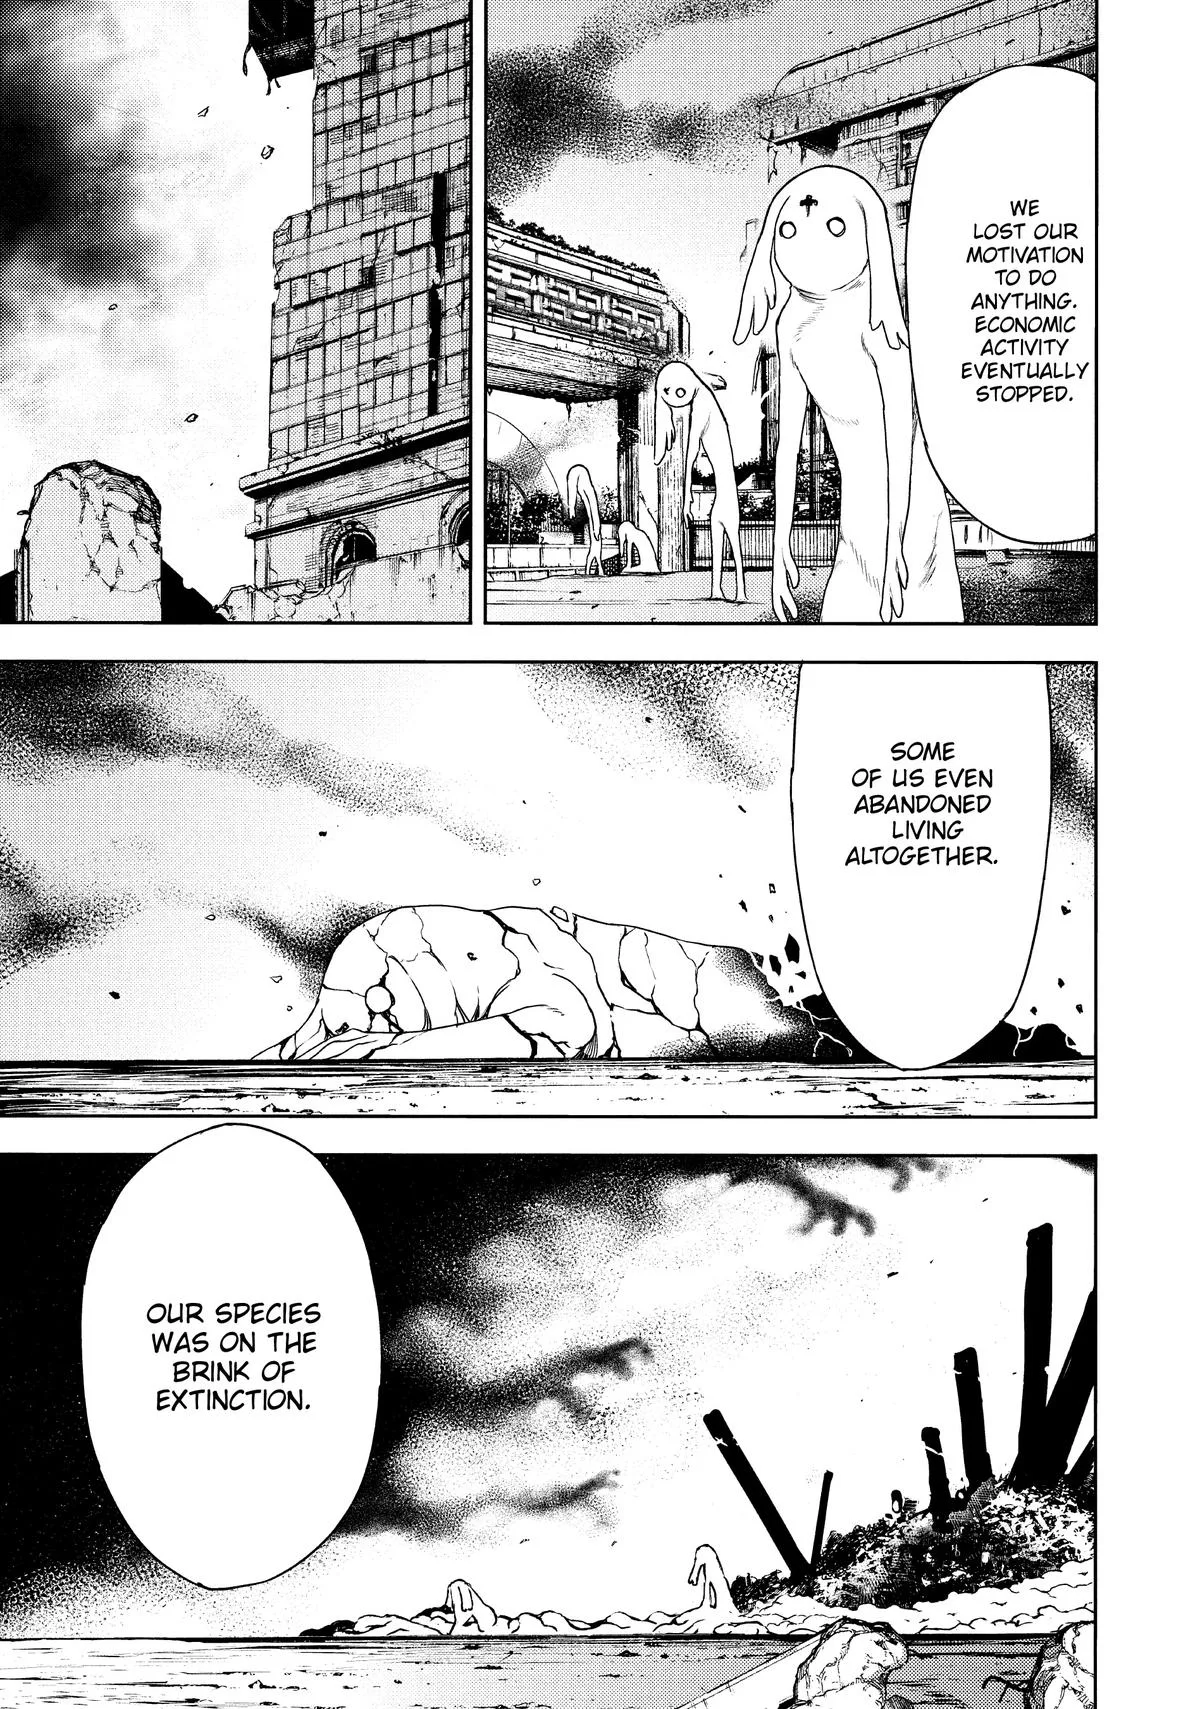 WE
LOST OUR
MOTIVATION
TO DO
ANYTHING.
ECONOMIC
ACTIVITY
EVENTUALLY
STOPPED.
SOME
OF US EVEN
ABANDONED
LIVING
ALTOGETHER.
OUR SPECIES
WAS ON THE
BRINK OF
EXTINCTION.